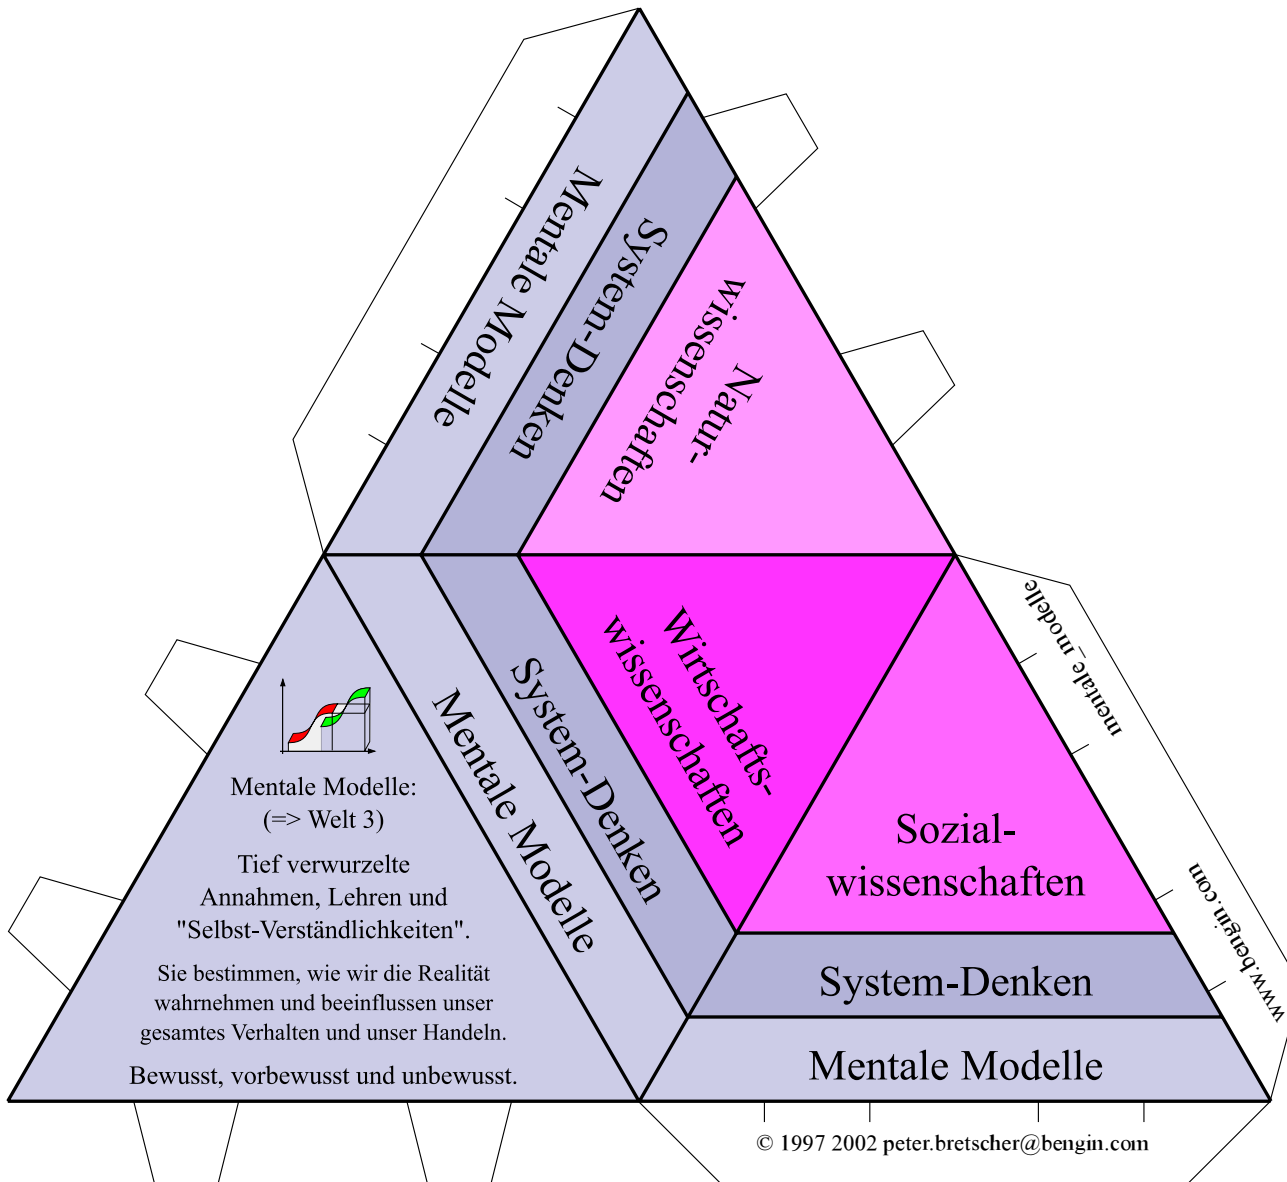 Mentale Modelle
System-Denken
Natur-
wissenschaften
Wirtschafts-
wissenschaften
System-Denken
Mentale Modelle
Mentale Modelle:
(=> Welt 3)
Tief verwurzelte
Annahmen, Lehren und
"Selbst-Verständlichkeiten".
Sie bestimmen, wie wir die Realität
wahrnehmen und beeinflussen unser
gesamtes Verhalten und unser Handeln.
Bewusst, vorbewusst und unbewusst.
Sozial-
wissenschaften
System-Denken
Mentale Modelle
mentale_modelle
www.bengin.com
© 1997 2002 peter.bretscher@bengin.com